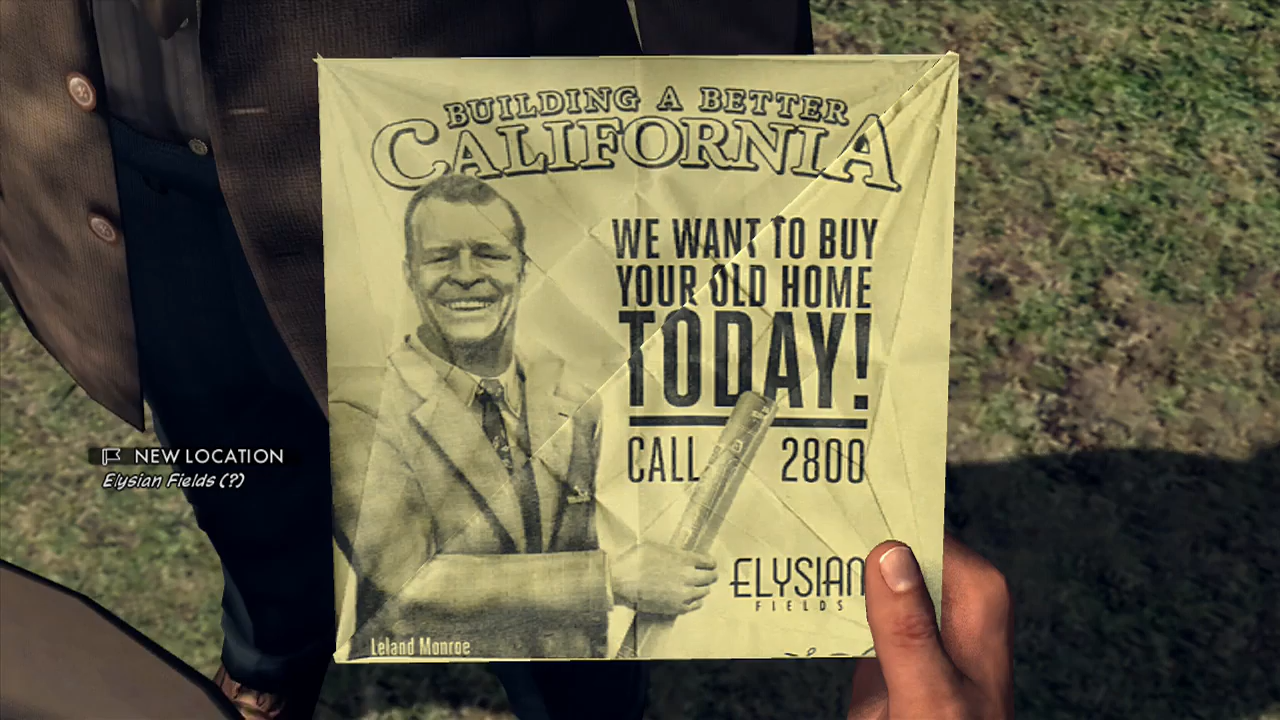 BUILDING A BETTER
CALIFORNIA
WE WANT TO BUY
YOUR OLD HOME
TODAY!
CALL 2800
ELYSIAN
FIELDS
Leland Monroe
NEW LOCATION
Elysian Fields (?)